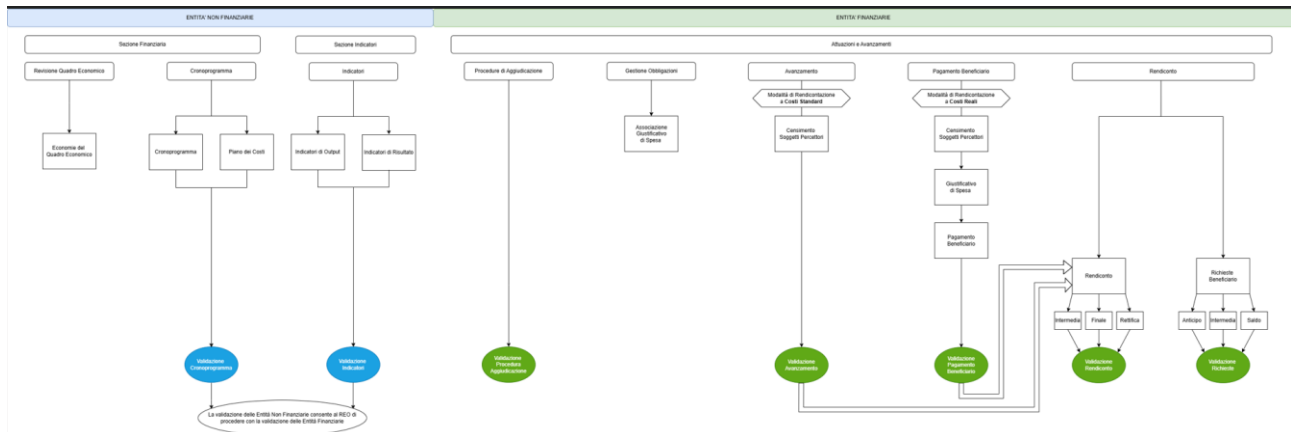 ENTITA' NON FINANZIARIE
ENTITA' FINANZIARIE
Sezione Finanziaria
Sezione Indicatori
Attuazioni e Avanzamenti
Revisione Quadro Economico
Cronoprogramma
Indicatori
Procedure di Aggiudicazione
Gestione Obbligazioni
Avanzamento
Pagamento Beneficiario
Rendiconto
Modalità di Rendicontazione
a Costi Standard
Modalità di Rendicontazione
a Costi Reali
Economie del
Quadro Economico
Cronoprogramma
Piano dei Costi
Indicatori di Output
Indicatori di Risultato
Associazione
Giustificativo
di Spesa
Censimento
Soggetti Percettori
Censimento
Soggetti Percettori
Giustificativo
di Spesa
Pagamento
Beneficiario
Rendiconto
Richieste
Beneficiario
Intermedia
Finale
Rettifica
Anticipo
Intermedia
Saldo
Validazione
Cronoprogramma
Validazione
Indicatori
Validazione
Procedura
Aggiudicazione
Validazione
Avanzamento
Validazione
Pagamento
Beneficiario
Validazione
Rendiconto
Validazione
Richieste
La validazione delle Entità Non Finanziarie consente al REO di
procedere con la validazione delle Entità Finanziarie